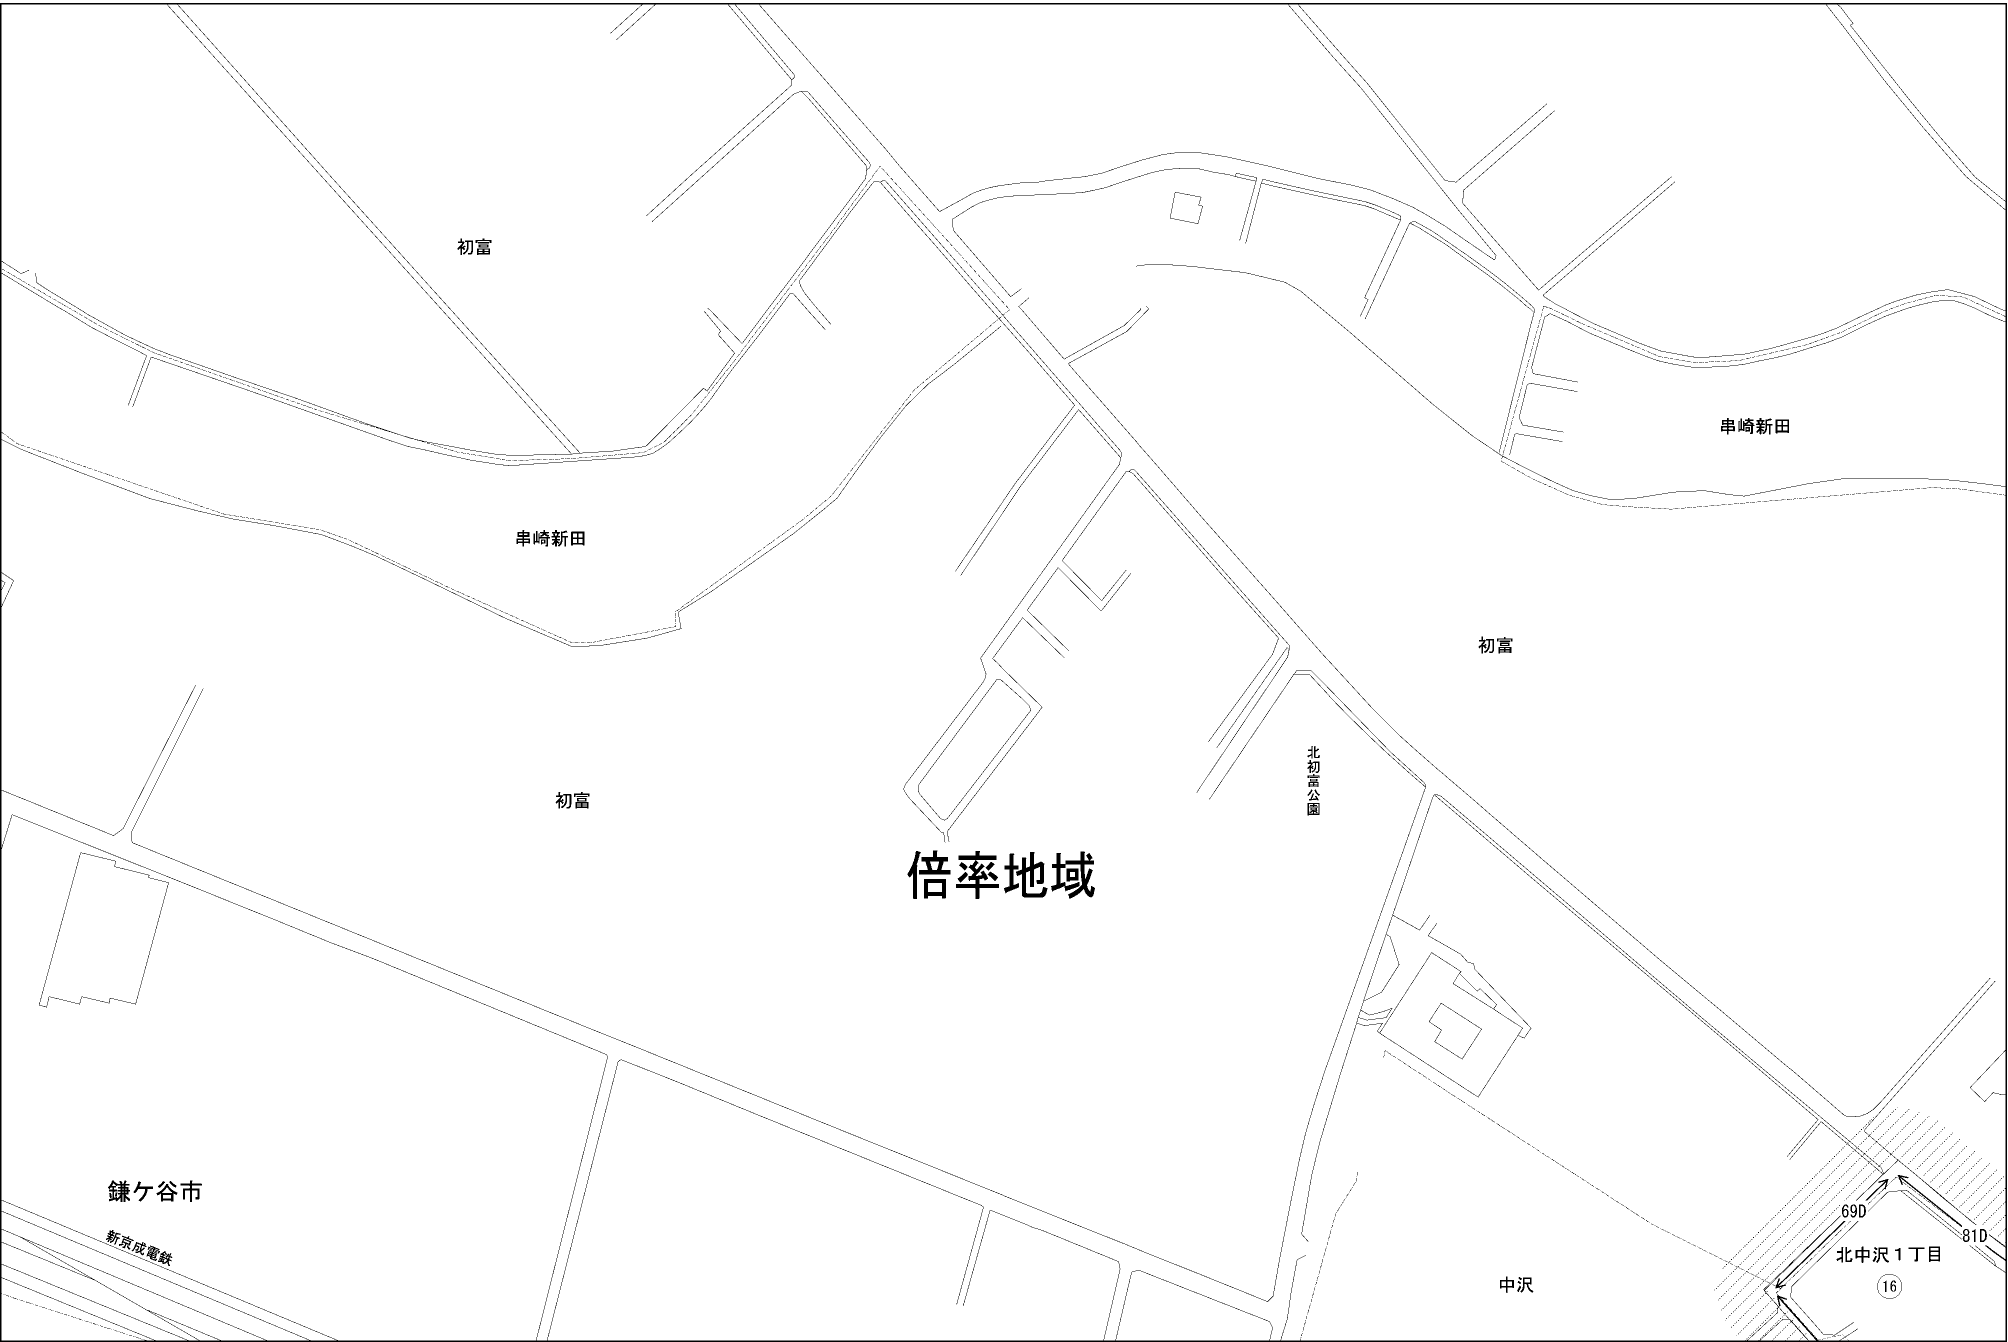 初富
串崎新田
串崎新田
初富
北初富公園
初富
倍率地域
鎌ケ谷市
69D
81D
新京成電鉄
北中沢１丁目
中沢
16